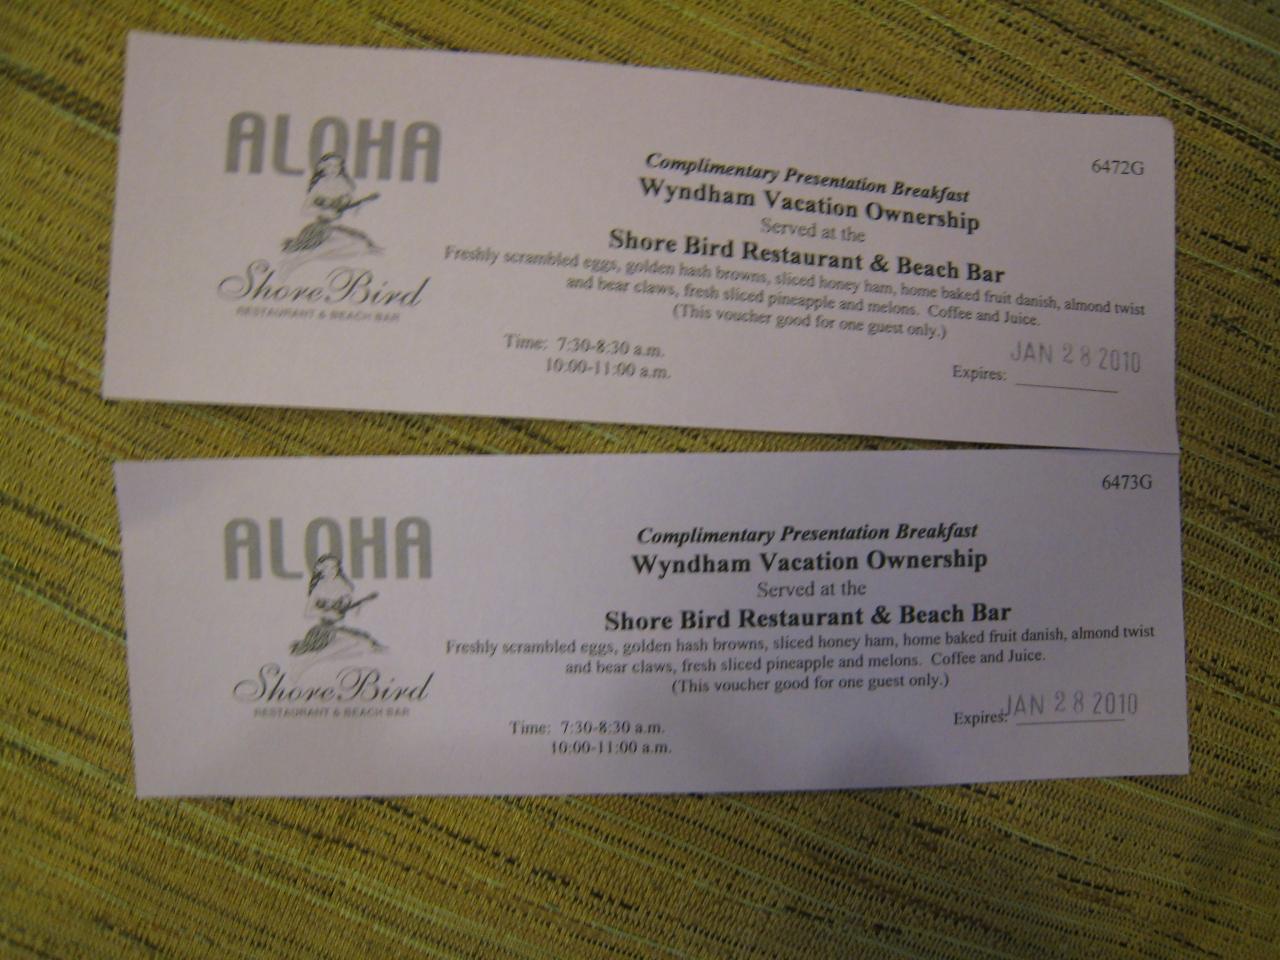 ALOHA
Shore Bird
RESTAURANT & BEACH BAR
6472G
Complimentary Presentation Breakfast
Wyndham Vacation Ownership
Served at the
Shore Bird Restaurant & Beach Bar
Freshly scrambled eggs, golden hash browns, sliced honey ham, home baked fruit danish, almond twist
and bear claws, fresh sliced pineapple and melons. Coffee and Juice.
(This voucher good for one guest only.)
Time: 7:30-8:30 a.m.
10:00-11:00 a.m.
Expires: JAN 28 2010
ALOHA
Shore Bird
RESTAURANT & BEACH BAR
6473G
Complimentary Presentation Breakfast
Wyndham Vacation Ownership
Served at the
Shore Bird Restaurant & Beach Bar
Freshly scrambled eggs, golden hash browns, sliced honey ham, home baked fruit danish, almond twist
and bear claws, fresh sliced pineapple and melons. Coffee and Juice.
(This voucher good for one guest only.)
Time: 7:30-8:30 a.m.
10:00-11:00 a.m.
Expires: JAN 28 2010